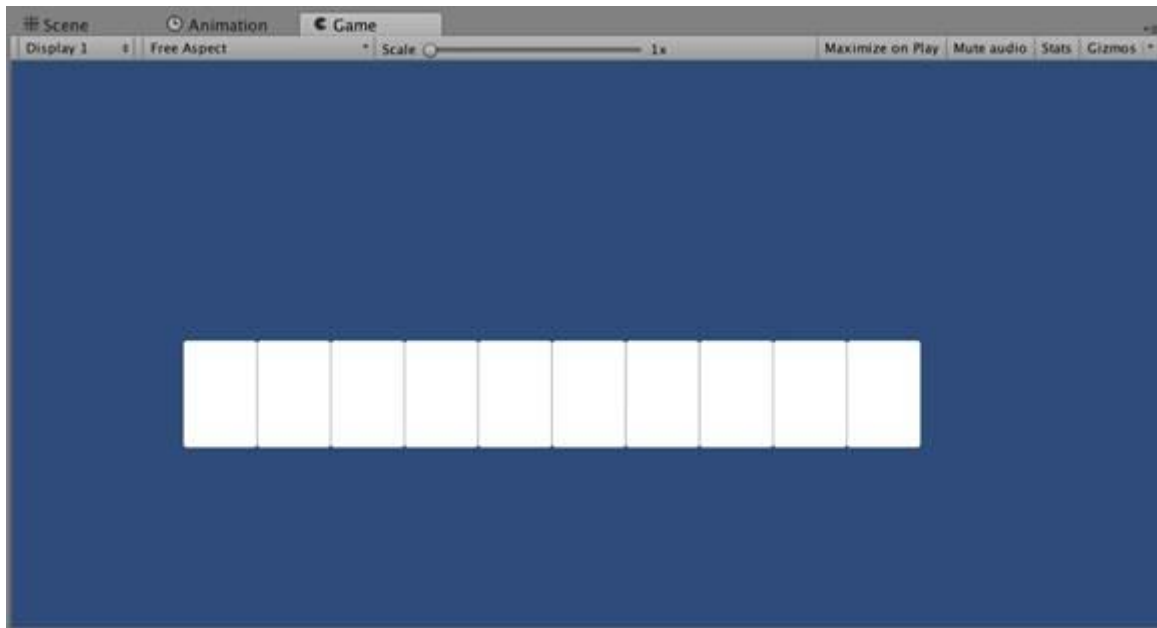 Scene Animation Game
Display 1 Free Aspect Scale 1x Maximize on Play Mute audio Stats Gizmos